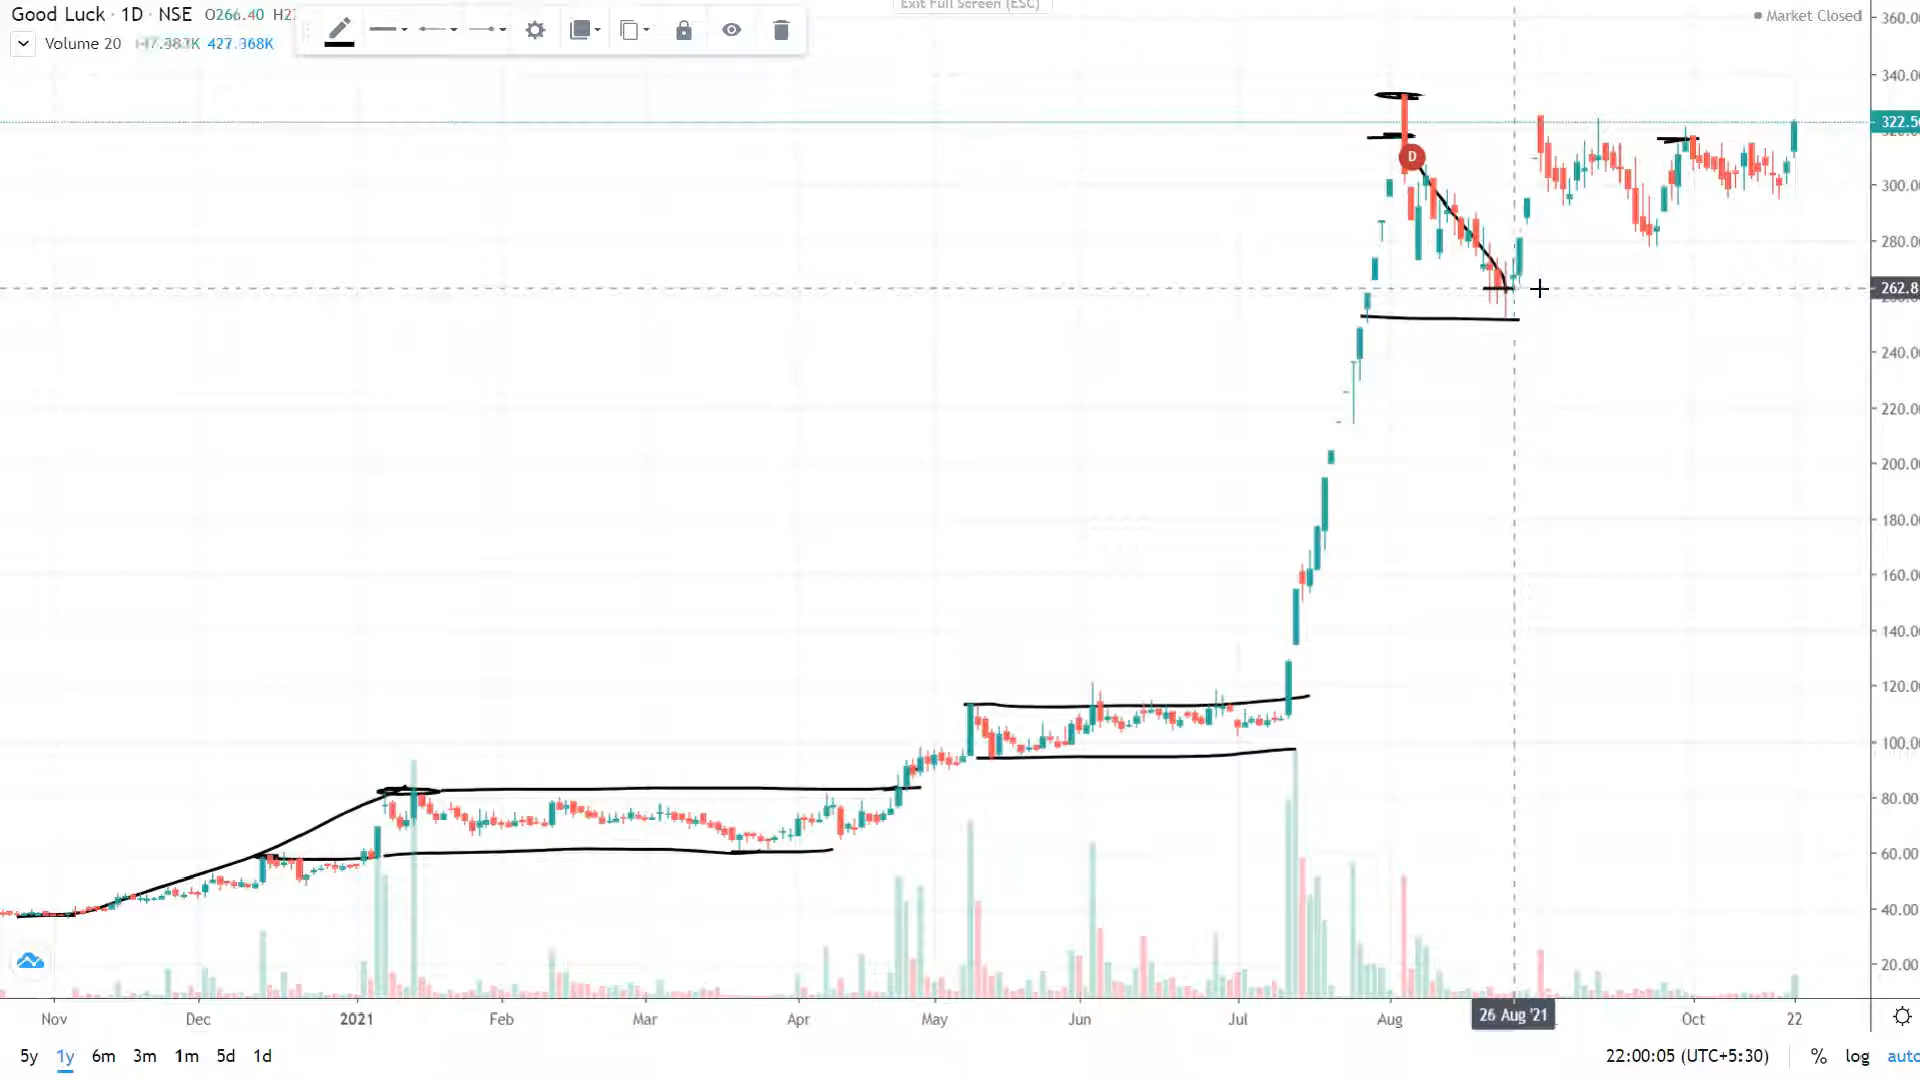 Good Luck · 1D · NSE O266.40 H2
Exit Full Screen (ESC)
Market Closed
Volume 20 427.368K
360.0
340.0
322.5
300.0
280.0
262.8
240.0
220.0
200.0
180.0
160.0
140.0
120.0
100.0
80.00
60.00
40.00
20.00
D
Nov Dec 2021 Feb Mar Apr May Jun Jul Aug 26 Aug '21 Oct 22
5y 1y 6m 3m 1m 5d 1d 22:00:05 (UTC+5:30) % log auto